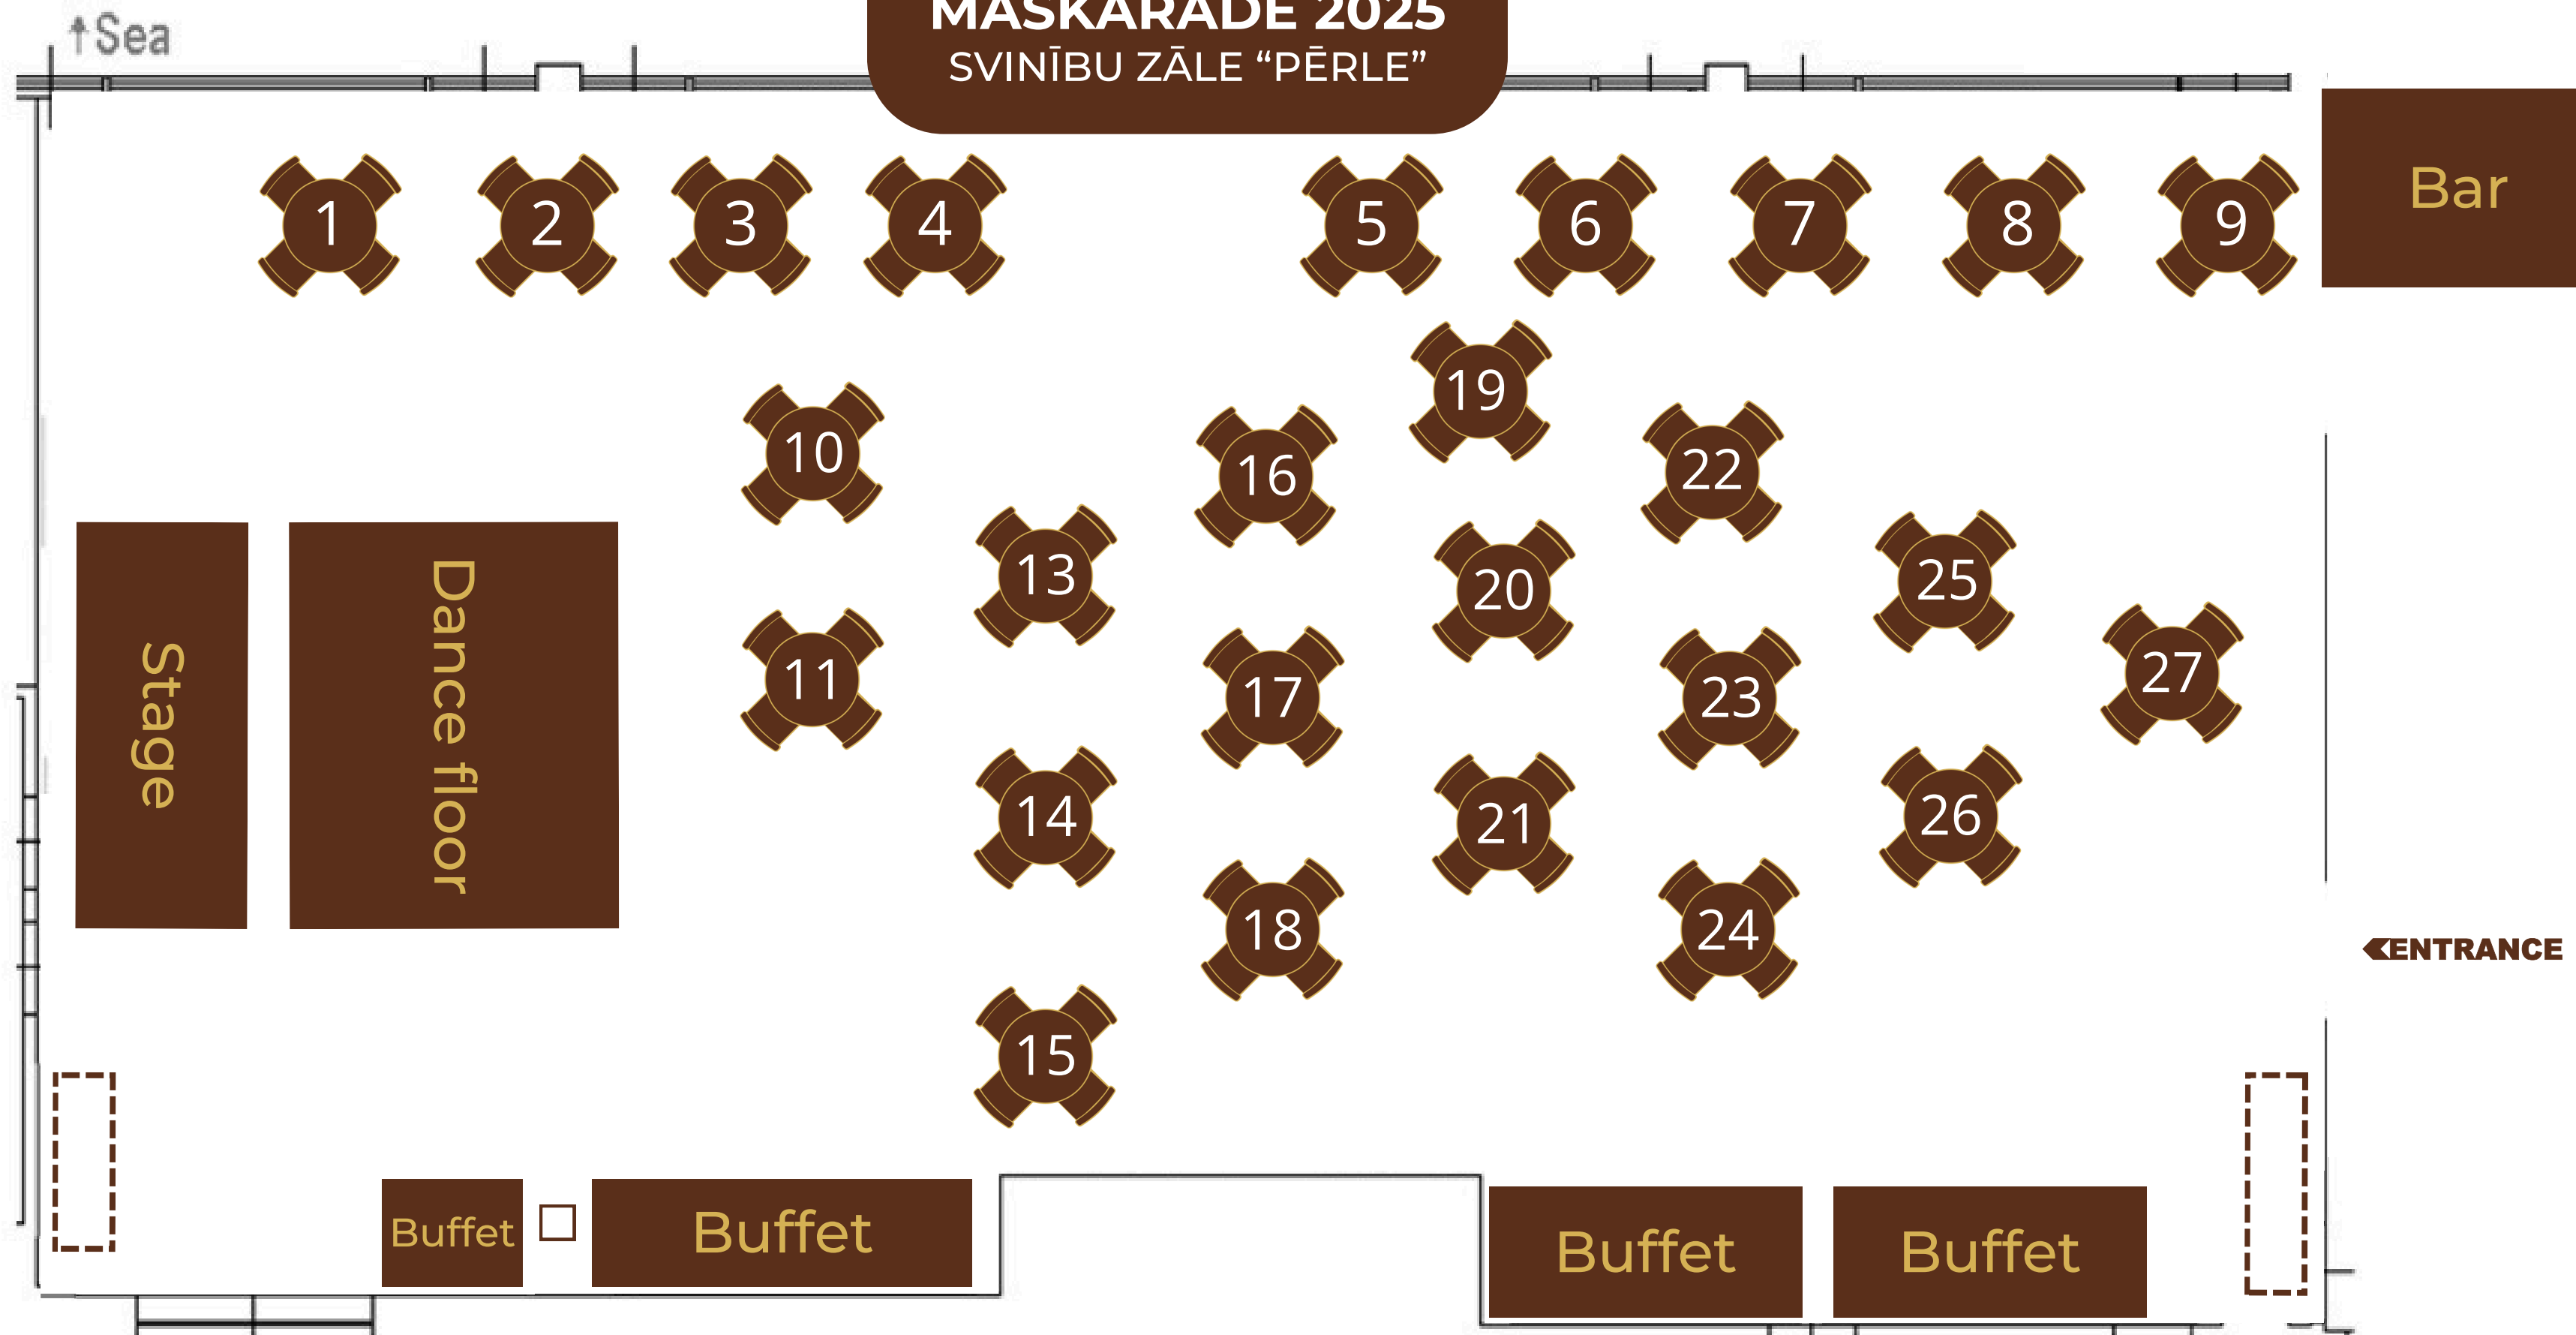 ↑Sea
MASKARADE 2025
SVINĪBU ZĀLE “PĒRLE”
Bar
1
2
3
4
5
6
7
8
9
19
10
16
22
13
20
25
11
17
23
27
14
21
26
18
24
15
Stage
Dance floor
ENTRANCE
Buffet
Buffet
Buffet
Buffet